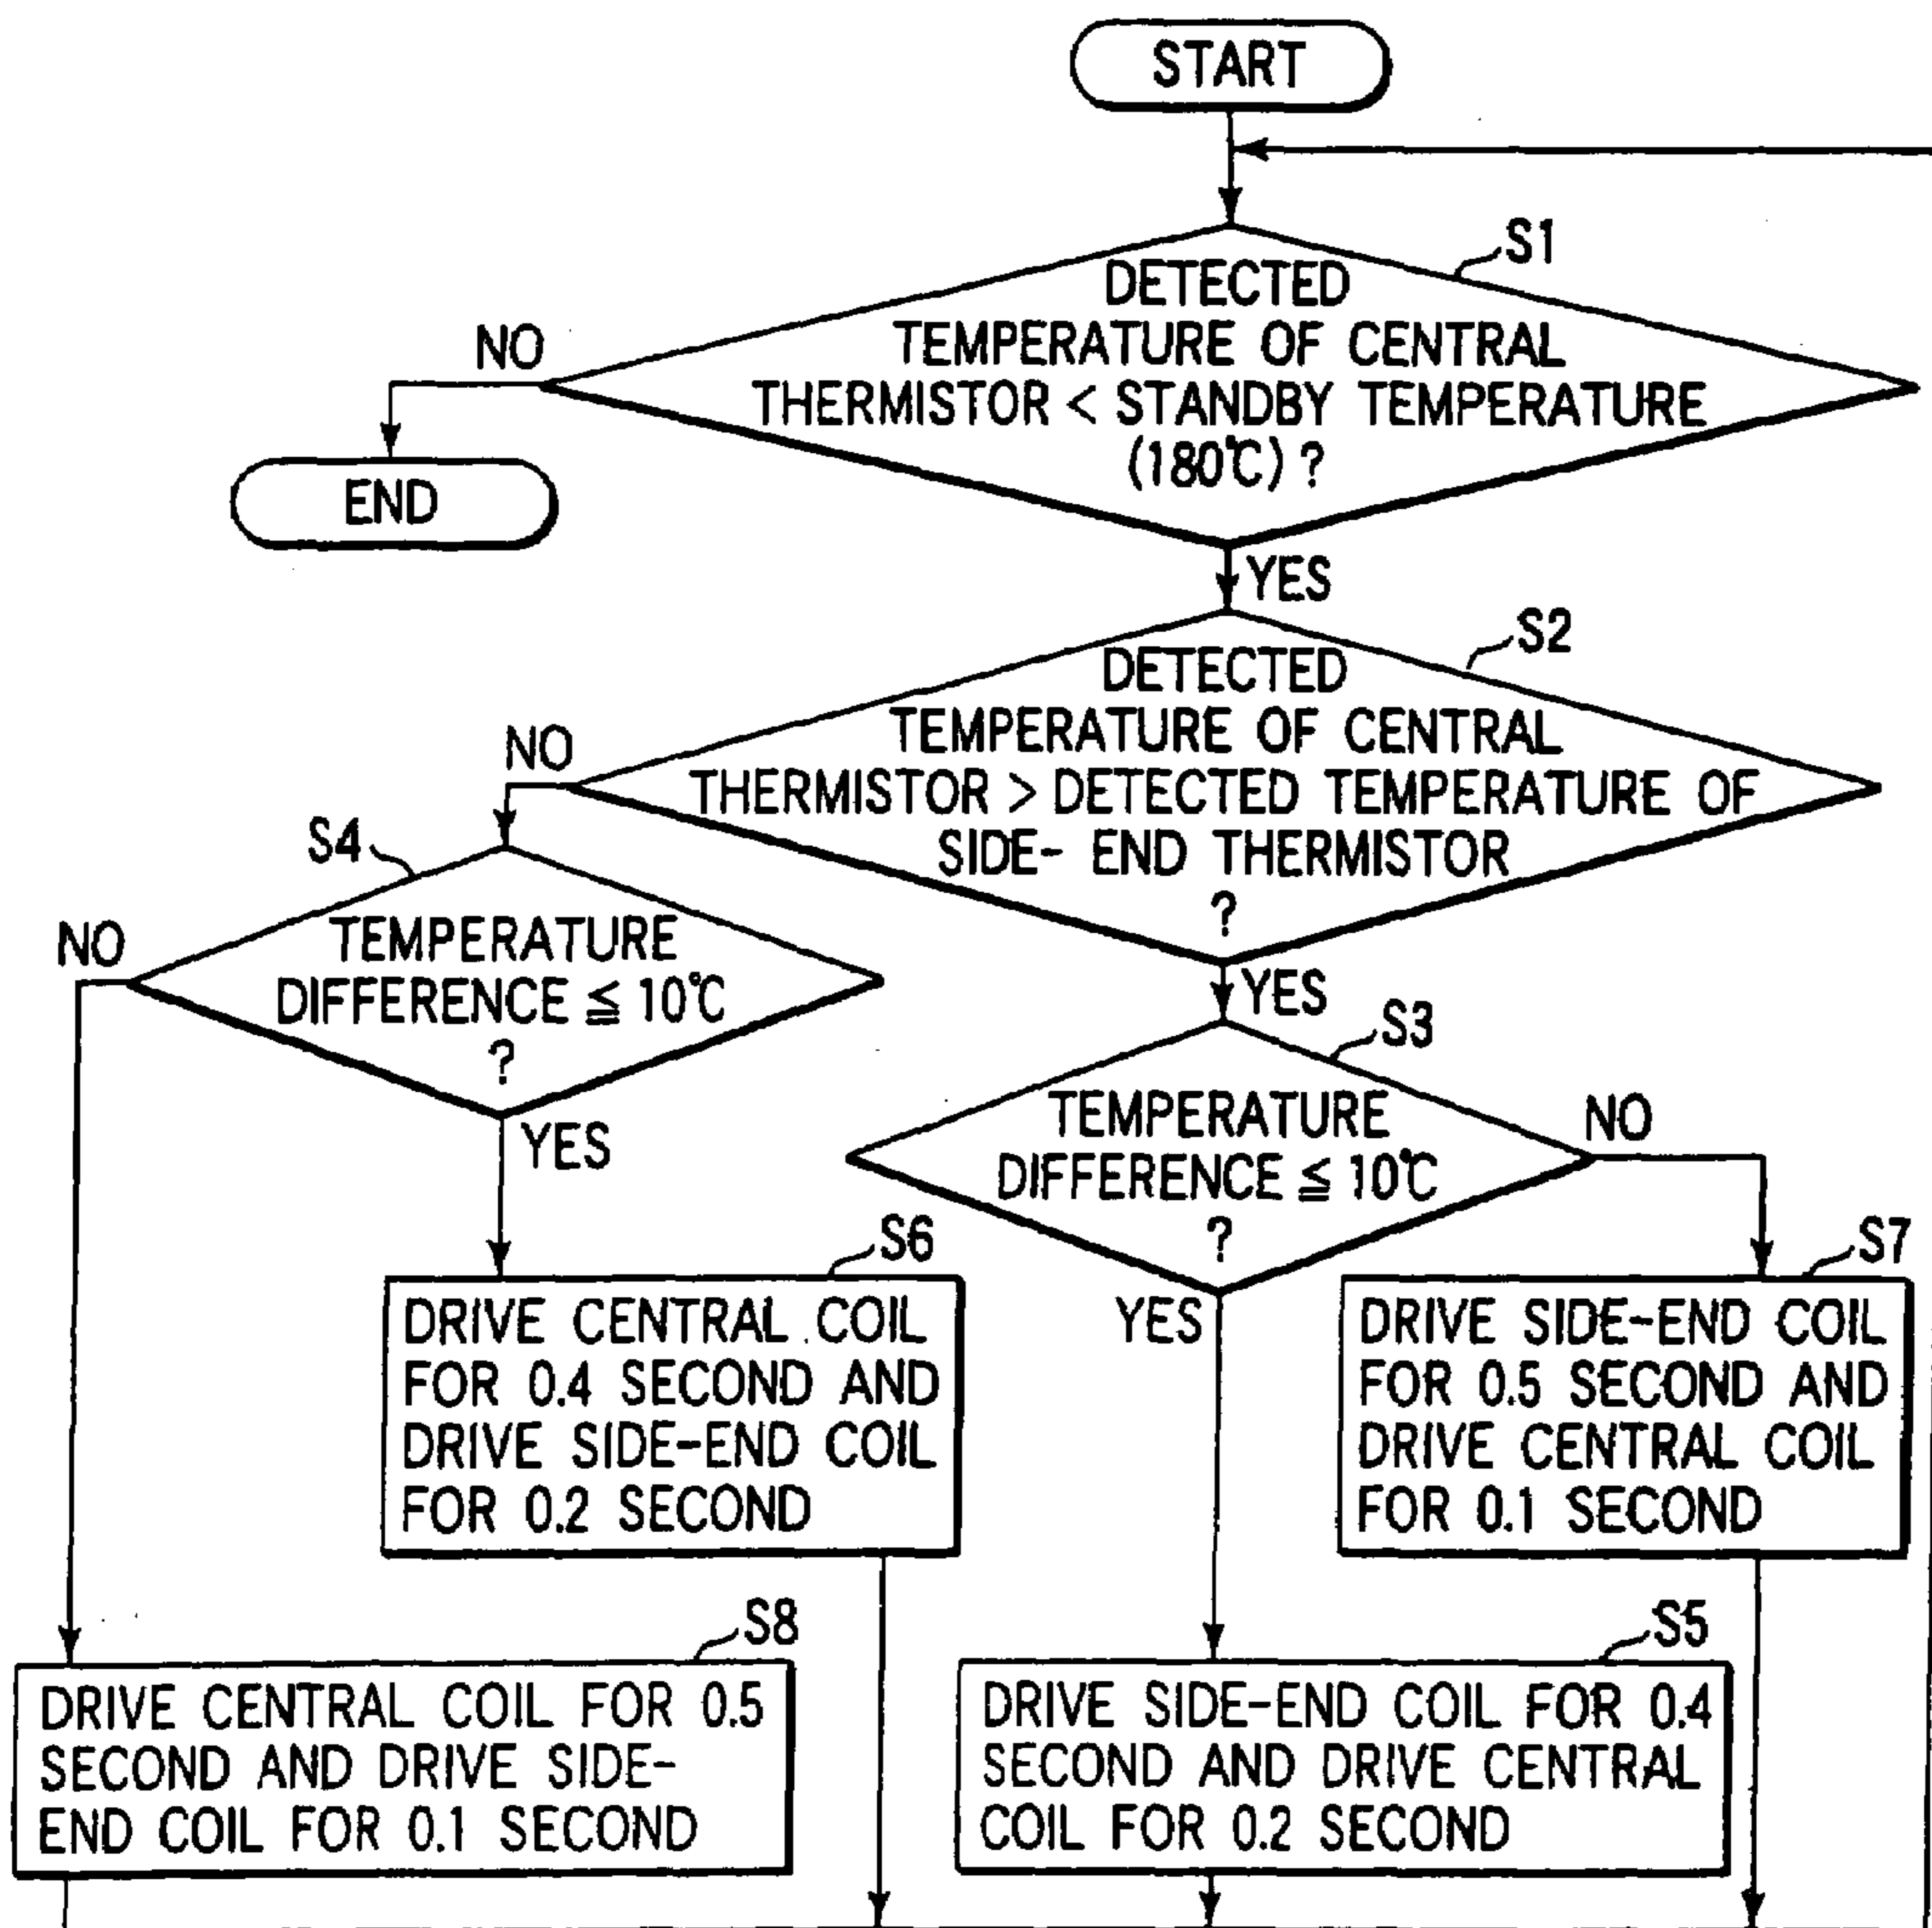 START
S1
DETECTED
TEMPERATURE OF CENTRAL
THERMISTOR < STANDBY TEMPERATURE
(180℃) ?
NO
END
YES
S2
DETECTED
TEMPERATURE OF CENTRAL
THERMISTOR > DETECTED TEMPERATURE OF
SIDE- END THERMISTOR
?
NO
S4
TEMPERATURE
DIFFERENCE ≦ 10℃
?
NO
YES
YES
S3
TEMPERATURE
DIFFERENCE ≦ 10℃
?
NO
YES
S6
DRIVE CENTRAL COIL
FOR 0.4 SECOND AND
DRIVE SIDE-END COIL
FOR 0.2 SECOND
S7
DRIVE SIDE-END COIL
FOR 0.5 SECOND AND
DRIVE CENTRAL COIL
FOR 0.1 SECOND
S8
DRIVE CENTRAL COIL FOR 0.5
SECOND AND DRIVE SIDE-
END COIL FOR 0.1 SECOND
S5
DRIVE SIDE-END COIL FOR 0.4
SECOND AND DRIVE CENTRAL
COIL FOR 0.2 SECOND